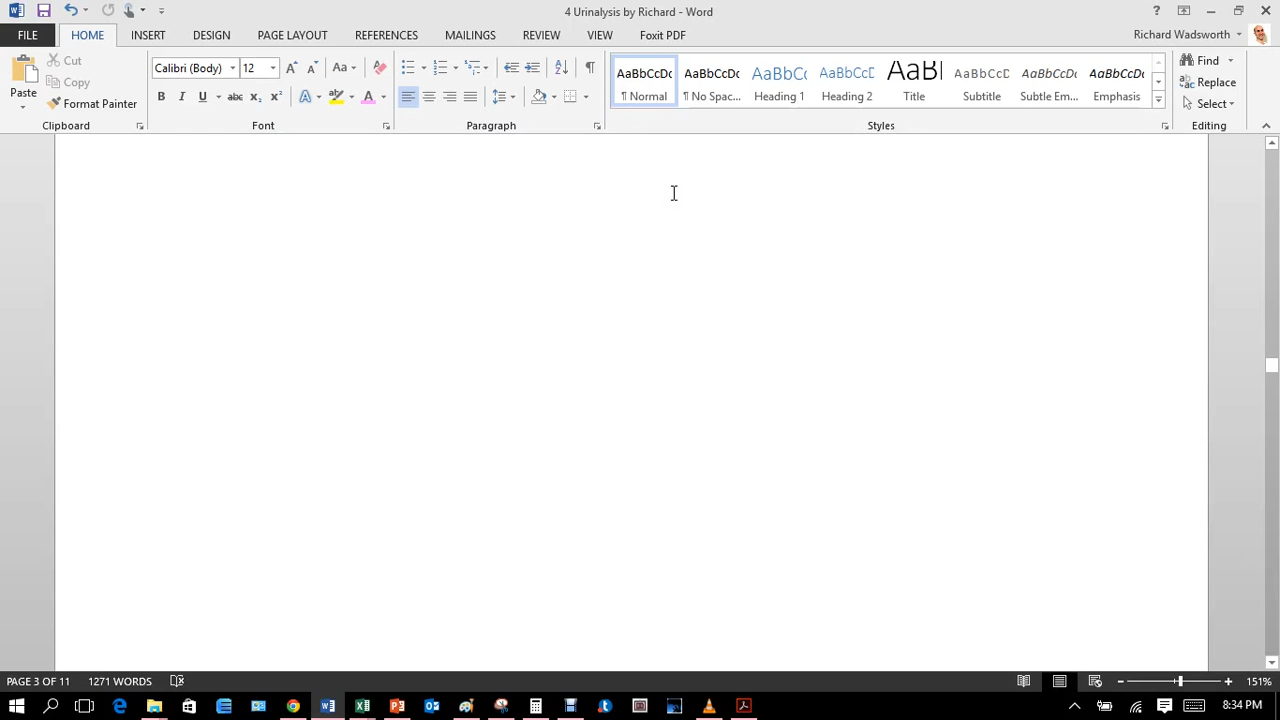 4 Urinalysis by Richard - Word
FILE HOME INSERT DESIGN PAGE LAYOUT REFERENCES MAILINGS REVIEW VIEW Foxit PDF Richard Wadsworth
Paste
Cut
Copy
Format Painter
Calibri (Body) 12
AaBbCcDc AaBbCcDc AaBbCc AaBbCcD AaBl AaBbCcD AaBbCcDc AaBbCcDc
¶ Normal ¶ No Spac... Heading 1 Heading 2 Title Subtitle Subtle Em... Emphasis
Find
Replace
Select
Clipboard Font Paragraph Styles Editing
PAGE 3 OF 11 1271 WORDS 151%
8:34 PM